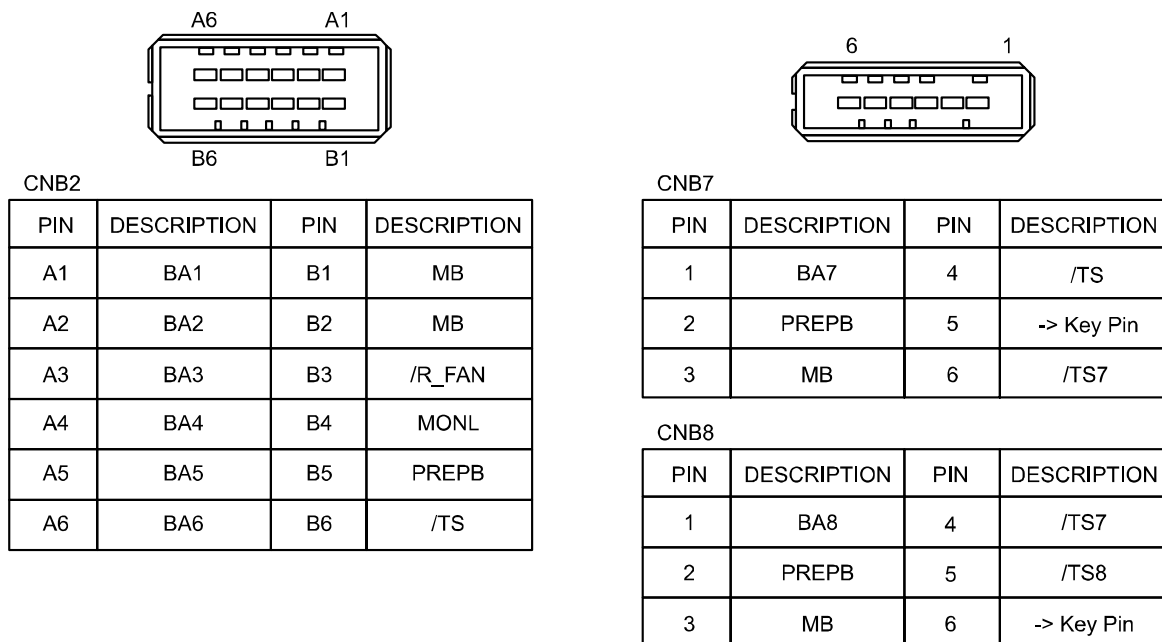 A6 A1
B6 B1
CNB2
PIN DESCRIPTION PIN DESCRIPTION
A1 BA1 B1 MB
A2 BA2 B2 MB
A3 BA3 B3 /R_FAN
A4 BA4 B4 MONL
A5 BA5 B5 PREPB
A6 BA6 B6 /TS
6 1
CNB7
PIN DESCRIPTION PIN DESCRIPTION
1 BA7 4 /TS
2 PREPB 5 -> Key Pin
3 MB 6 /TS7
CNB8
PIN DESCRIPTION PIN DESCRIPTION
1 BA8 4 /TS7
2 PREPB 5 /TS8
3 MB 6 -> Key Pin